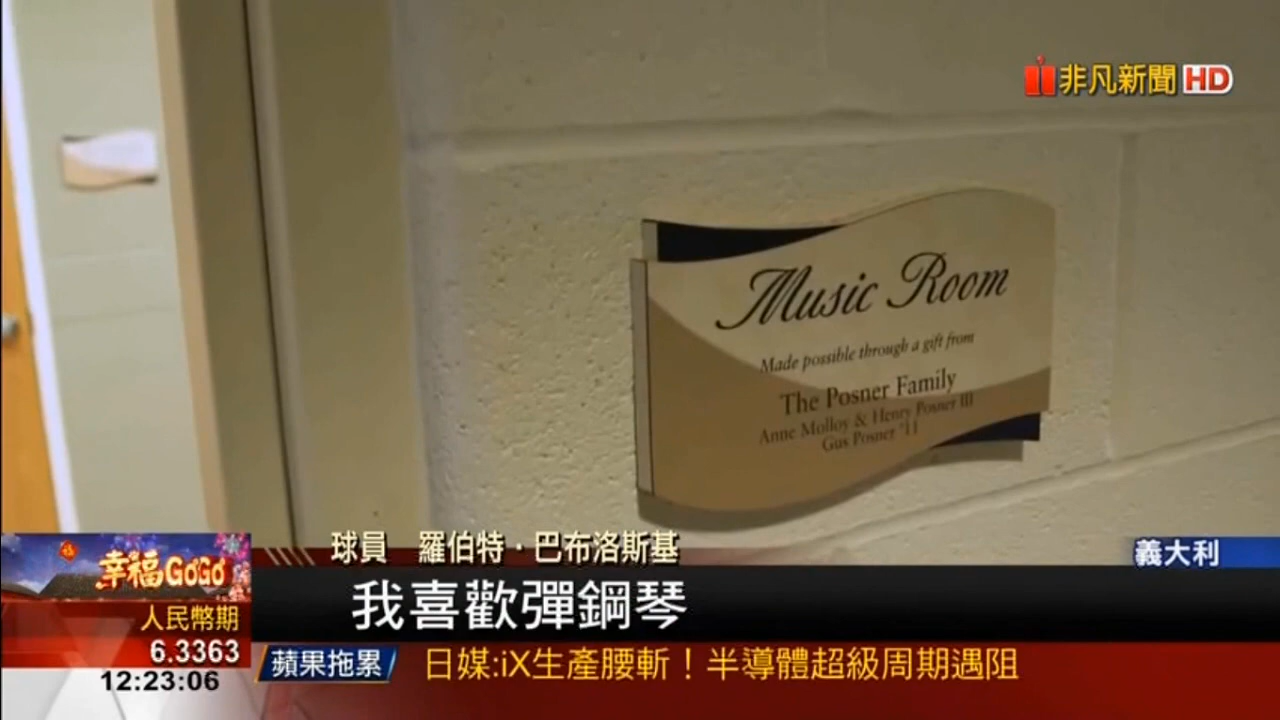 非凡新聞HD
Music Room
Made possible through a gift from
The Posner Family
Anne Molloy & Henry Posner III
Gus Posner '11
球員 羅伯特·巴布洛斯基
義大利
福
幸福GoGo
我喜歡彈鋼琴
人民幣期
6.3363
12:23:06
蘋果拖累
日媒:iX生產腰斬！半導體超級周期遇阻